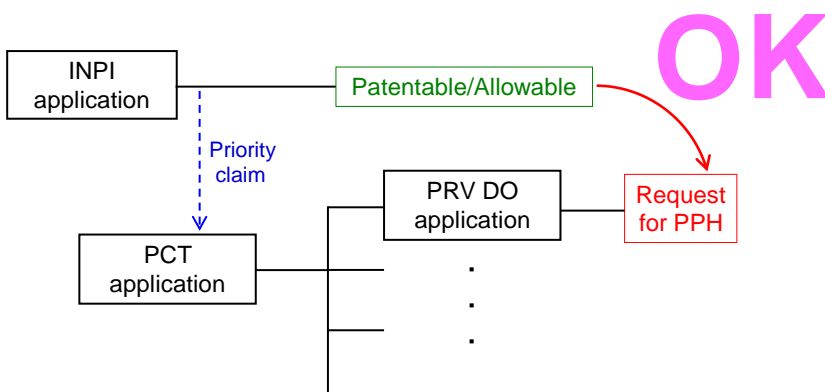 OK
INPI
application
Patentable/Allowable
Priority
claim
PRV DO
application
Request
for PPH
PCT
application